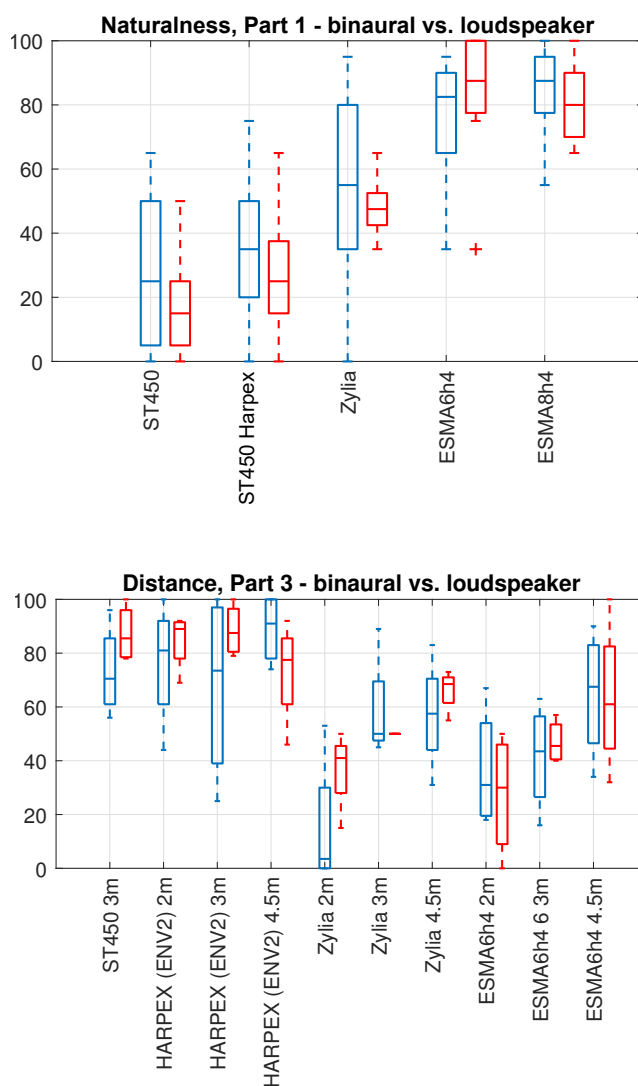 Naturalness, Part 1 - binaural vs. loudspeaker
100
80
60
40
20
0
ST450
ST450 Harpex
Zylia
ESMA6h4
ESMA8h4
Distance, Part 3 - binaural vs. loudspeaker
100
80
60
40
20
0
ST450 3m
HARPEX (ENV2) 2m
HARPEX (ENV2) 3m
HARPEX (ENV2) 4.5m
Zylia 2m
Zylia 3m
Zylia 4.5m
ESMA6h4 2m
ESMA6h4 6 3m
ESMA6h4 4.5m